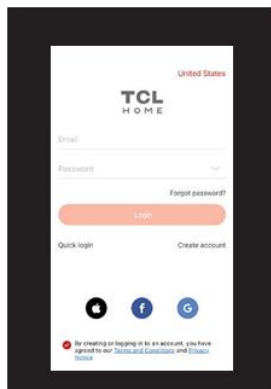 United States
TCL
HOME
Email
Password
Forgot password?
Login
Quick login
Create account
f
G
By creating or logging in to an account, you have
agreed to our Terms and Conditions and Privacy
Notice